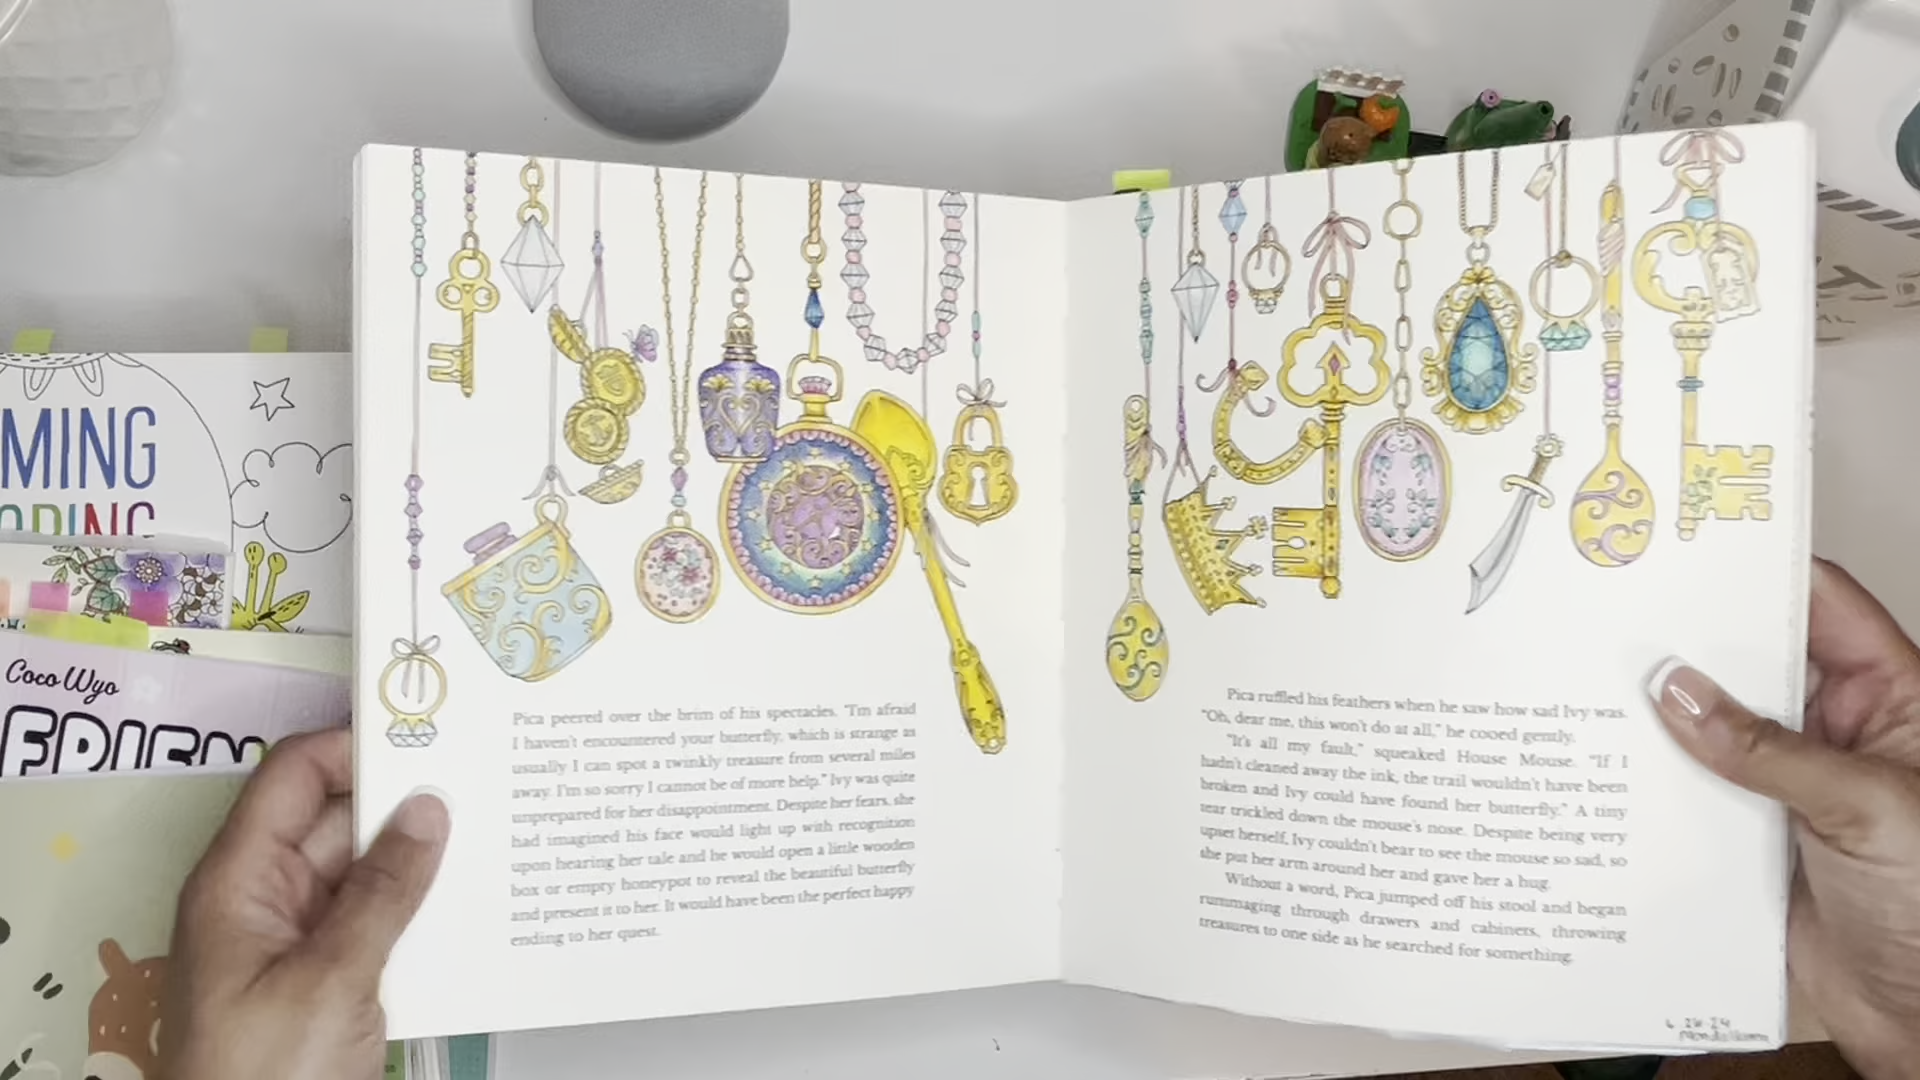 MING
Coco Wyo
FRIEN
Pica peered over the brim of his spectacles. "I'm afraid
I haven't encountered your butterfly, which is strange as
usually I can spot a twinkly treasure from several miles
away. I'm so sorry I cannot be of more help." Ivy was quite
unprepared for her disappointment. Despite her fears, she
had imagined his face would light up with recognition
upon hearing her tale and he would open a little wooden
box or empty honeypot to reveal the beautiful butterfly
and present it to her. It would have been the perfect happy
ending to her quest.
Pica ruffled his feathers when he saw how sad Ivy was.
"Oh, dear me, this won't do at all," he cooed gently.
"It's all my fault," squeaked House Mouse. "If I
hadn't cleaned away the ink, the trail wouldn't have been
broken and Ivy could have found her butterfly." A tiny
tear trickled down the mouse's nose. Despite being very
upset herself, Ivy couldn't bear to see the mouse so sad, so
she put her arm around her and gave her a hug.
Without a word, Pica jumped off his stool and began
rummaging through drawers and cabinets, throwing
treasures to one side as he searched for something.